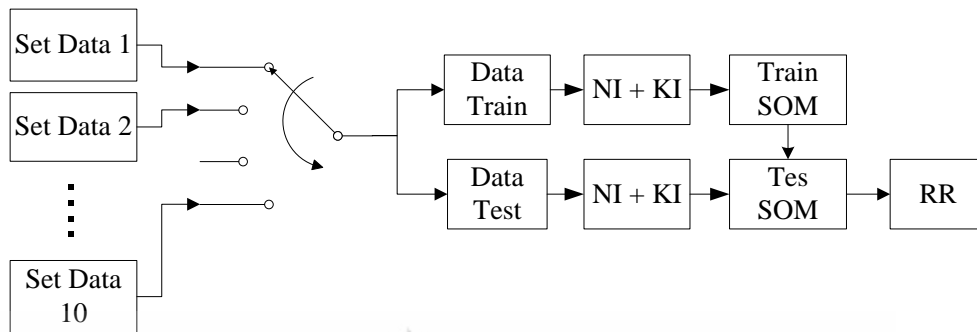 Set Data 1
Set Data 2
Set Data
10
Data
Train
NI + KI
Train
SOM
Data
Test
NI + KI
Tes
SOM
RR